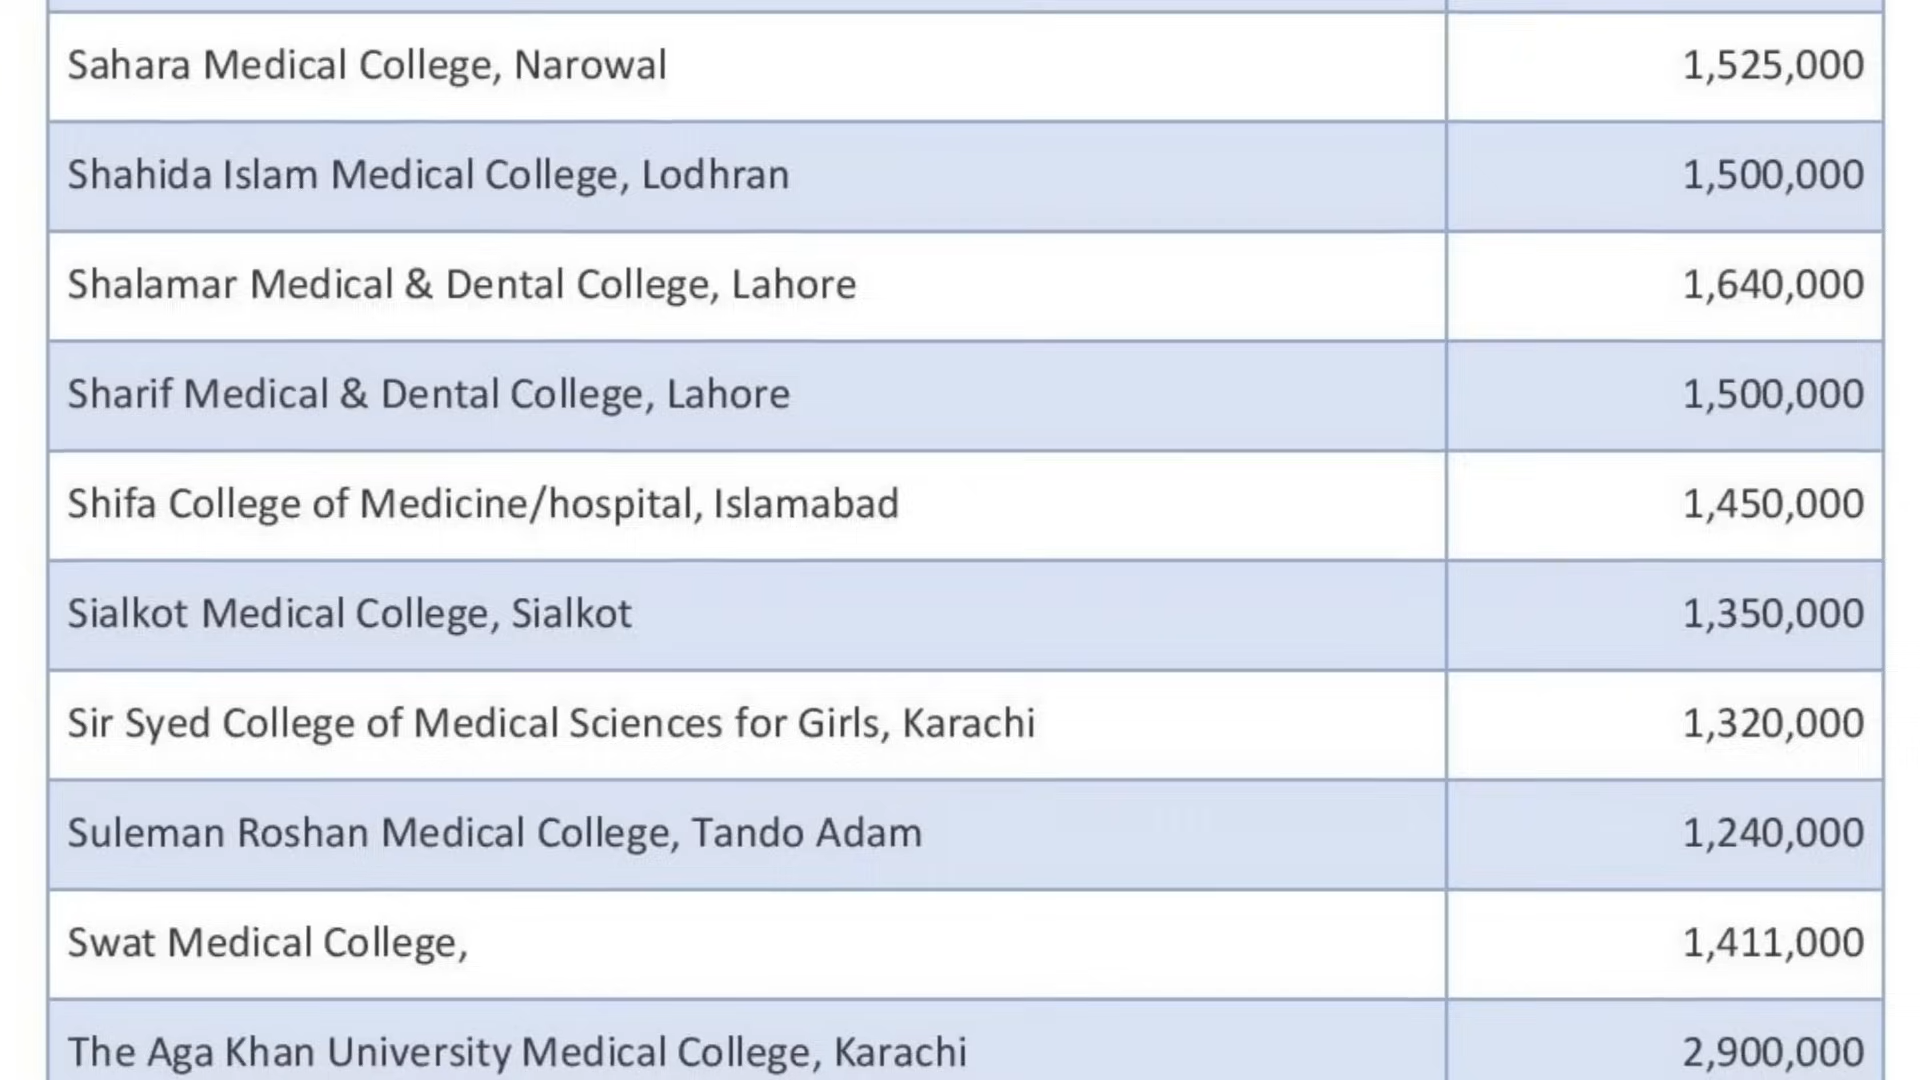 Sahara Medical College, Narowal 1,525,000
Shahida Islam Medical College, Lodhran 1,500,000
Shalamar Medical & Dental College, Lahore 1,640,000
Sharif Medical & Dental College, Lahore 1,500,000
Shifa College of Medicine/hospital, Islamabad 1,450,000
Sialkot Medical College, Sialkot 1,350,000
Sir Syed College of Medical Sciences for Girls, Karachi 1,320,000
Suleman Roshan Medical College, Tando Adam 1,240,000
Swat Medical College, 1,411,000
The Aga Khan University Medical College, Karachi 2,900,000